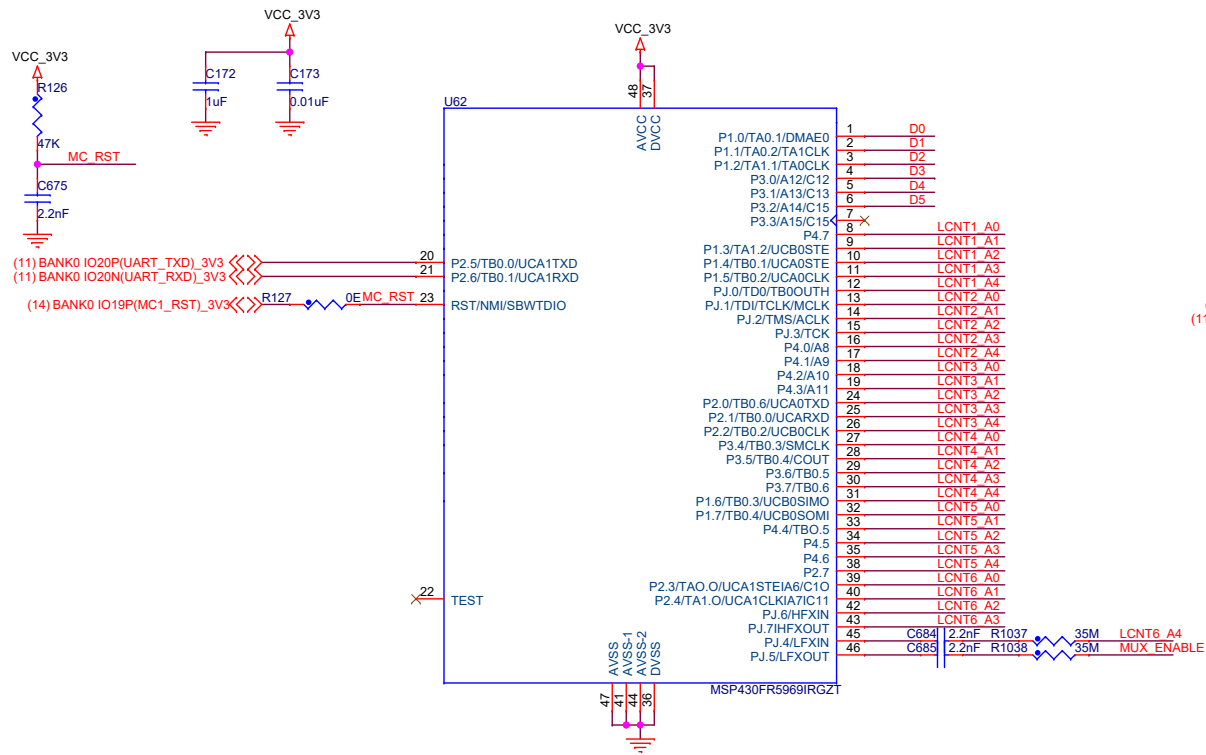 VCC_3V3
VCC_3V3
VCC_3V3
R126
47K
MC_RST
C675
2.2nF
C172
1uF
C173
0.01uF
U62
48
37
AVCC
DVCC
P1.0/TA0.1/DMAE0 1 D0
P1.1/TA0.2/TA1CLK 2 D1
P1.2/TA1.1/TA0CLK 3 D2
P3.0/A12/C12 4 D3
P3.1/A13/C13 5 D4
P3.2/A14/C15 6 D5
P3.3/A15/C15 7
P4.7 8 LCNT1_A0
P1.3/TA1.2/UCB0STE 9 LCNT1_A1
P1.4/TB0.1/UCA0STE 10 LCNT1_A2
P1.5/TB0.2/UCA0CLK 11 LCNT1_A3
PJ.0/TD0/TB0OUTH 12 LCNT1_A4
PJ.1/TDI/TCLK/MCLK 13 LCNT2_A0
PJ.2/TMS/ACLK 14 LCNT2_A1
PJ.3/TCK 15 LCNT2_A2
P4.0/A8 16 LCNT2_A3
P4.1/A9 17 LCNT2_A4
P4.2/A10 18 LCNT3_A0
P4.3/A11 19 LCNT3_A1
P2.0/TB0.6/UCA0TXD 24 LCNT3_A2
P2.1/TB0.0/UCARXD 25 LCNT3_A3
P2.2/TB0.2/UCB0CLK 26 LCNT3_A4
P3.4/TB0.3/SMCLK 27 LCNT4_A0
P3.5/TB0.4/COUT 28 LCNT4_A1
P3.6/TB0.5 29 LCNT4_A2
P3.7/TB0.6 30 LCNT4_A3
P1.6/TB0.3/UCB0SIMO 31 LCNT4_A4
P1.7/TB0.4/UCB0SOMI 32 LCNT5_A0
P4.4/TBO.5 33 LCNT5_A1
P4.5 34 LCNT5_A2
P4.6 35 LCNT5_A3
P2.7 38 LCNT5_A4
P2.3/TAO.O/UCA1STEIA6/C1O 39 LCNT6_A0
P2.4/TA1.O/UCA1CLKIA7IC11 40 LCNT6_A1
PJ.6/HFXIN 42 LCNT6_A2
PJ.7IHFXOUT 43 LCNT6_A3
PJ.4/LFXIN 45 C684 2.2nF R1037 35M LCNT6_A4
PJ.5/LFXOUT 46 C685 2.2nF R1038 35M MUX_ENABLE
(11) BANK0 IO20P(UART_TXD)_3V3 20 P2.5/TB0.0/UCA1TXD
(11) BANK0 IO20N(UART_RXD)_3V3 21 P2.6/TB0.1/UCA1RXD
(14) BANK0 IO19P(MC1_RST)_3V3 R127 0E MC_RST 23 RST/NMI/SBWTDIO
22 TEST
AVSS
AVSS-1
AVSS-2
DVSS
47
41
44
36
MSP430FR5969IRGZT
(11